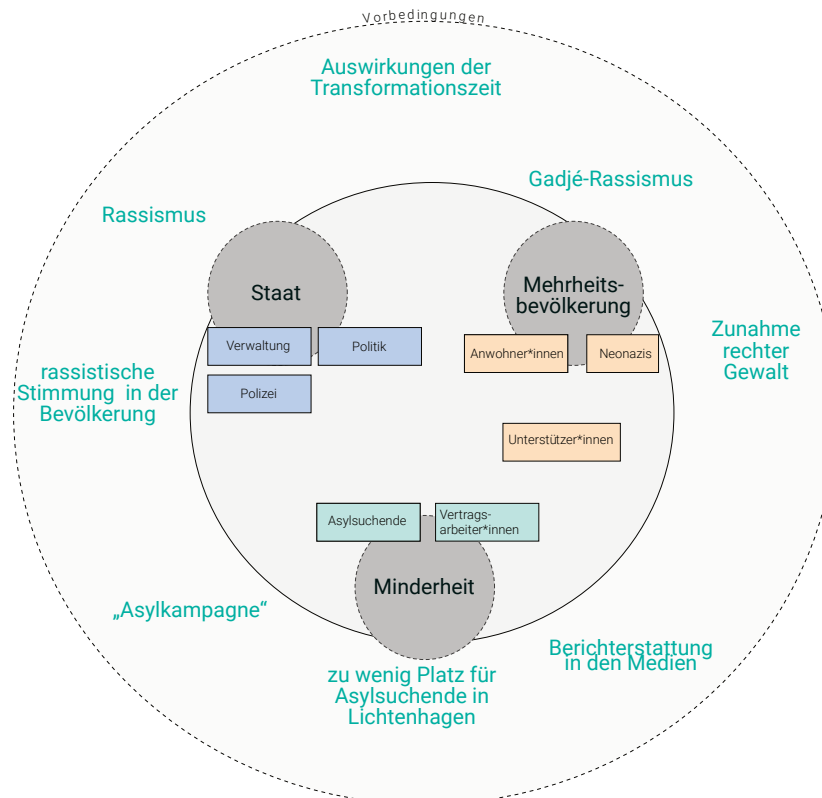 Vorbedingungen
Auswirkungen der
Transformationszeit
Gadjé-Rassismus
Rassismus
Staat
Mehrheits-
bevölkerung
Verwaltung
Politik
Anwohner*innen
Neonazis
Zunahme
rechter
Gewalt
rassistische
Stimmung in der
Bevölkerung
Polizei
Unterstützer*innen
Asylsuchende
Vertrags-
arbeiter*innen
Minderheit
„Asylkampagne“
Berichterstattung
in den Medien
zu wenig Platz für
Asylsuchende in
Lichtenhagen